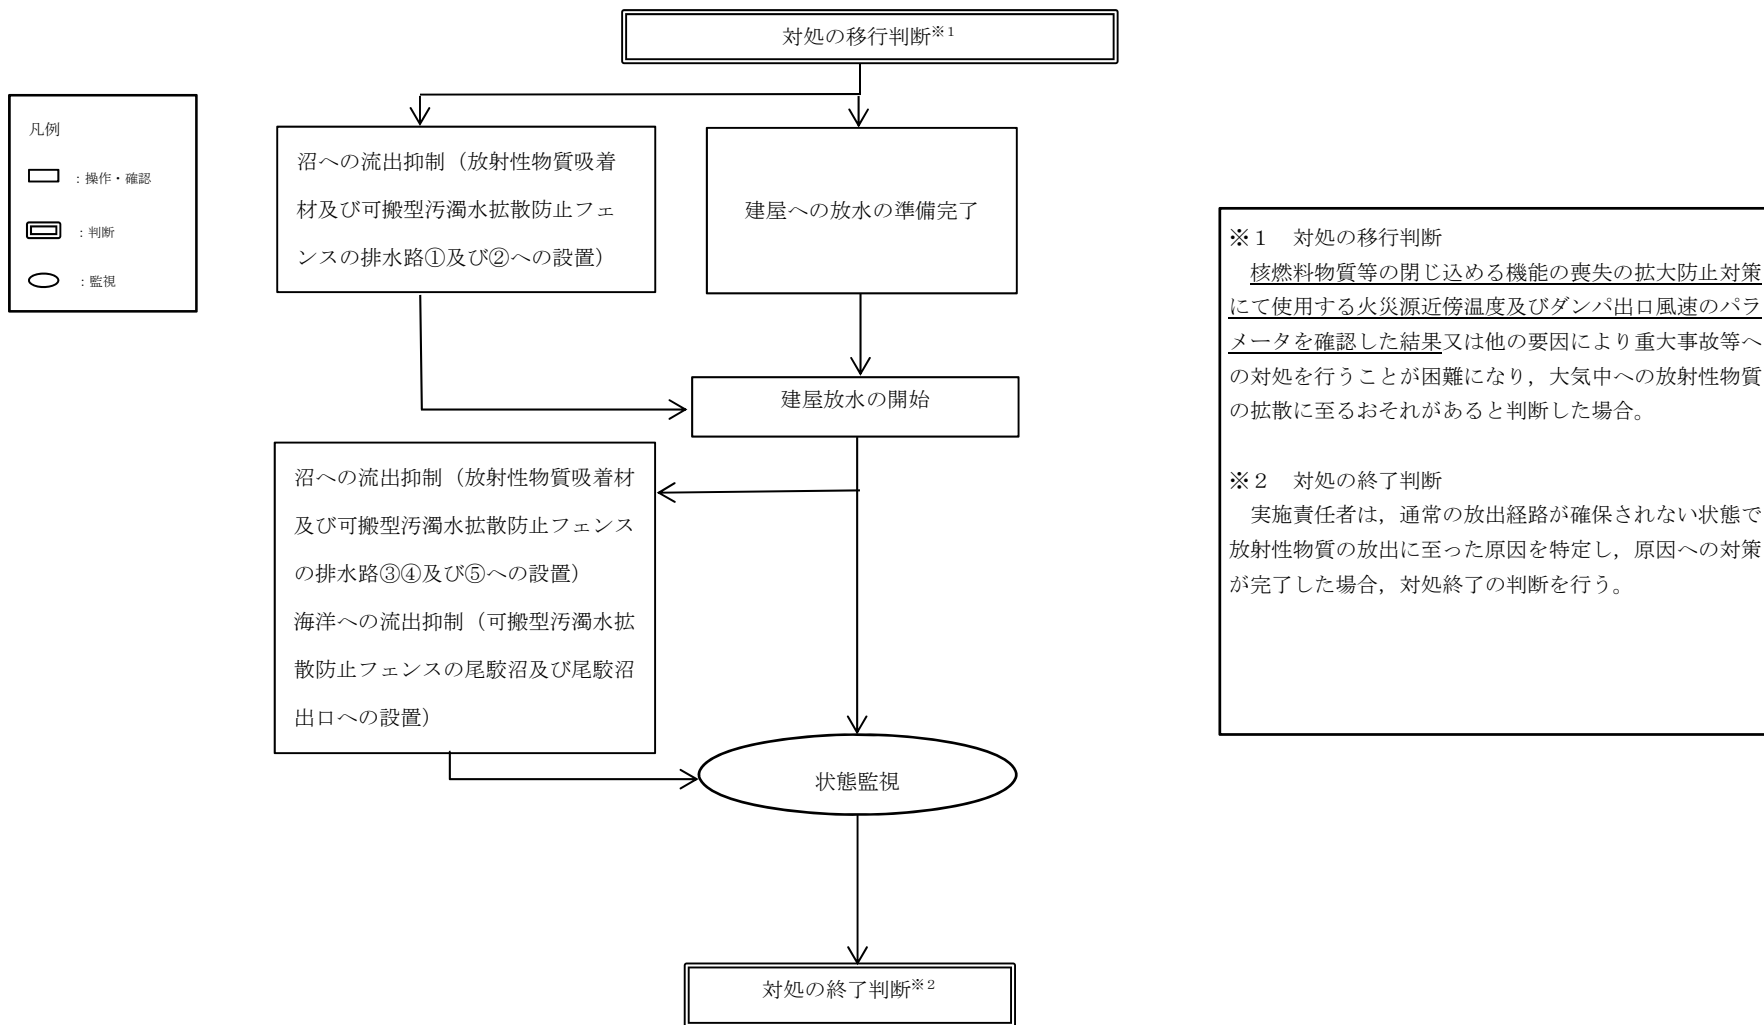 対処の移行判断※1
凡例
：操作・確認
：判断
：監視
沼への流出抑制（放射性物質吸着
材及び可搬型汚濁水拡散防止フェ
ンスの排水路①及び②への設置）
建屋への放水の準備完了
建屋放水の開始
沼への流出抑制（放射性物質吸着材
及び可搬型汚濁水拡散防止フェンス
の排水路③④及び⑤への設置）
海洋への流出抑制（可搬型汚濁水拡
散防止フェンスの尾駮沼及び尾駮沼
出口への設置）
状態監視
対処の終了判断※2
※１　対処の移行判断
核燃料物質等の閉じ込める機能の喪失の拡大防止対策
にて使用する火災源近傍温度及びダンパ出口風速のパラ
メータを確認した結果又は他の要因により重大事故等へ
の対処を行うことが困難になり，大気中への放射性物質
の拡散に至るおそれがあると判断した場合。
※２　対処の終了判断
実施責任者は，通常の放出経路が確保されない状態で
放射性物質の放出に至った原因を特定し，原因への対策
が完了した場合，対処終了の判断を行う。